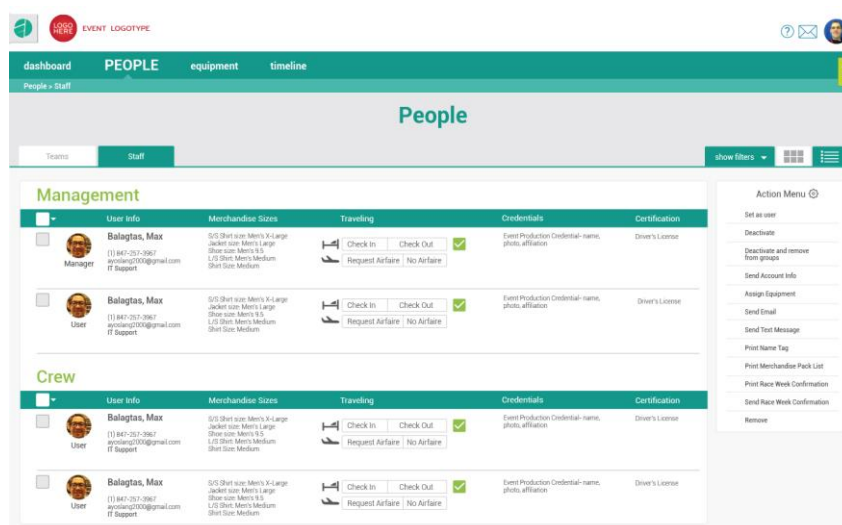 LOGO
HERE
EVENT LOGOTYPE
?
dashboard PEOPLE equipment timeline
People » Staff
People
Teams Staff show filters
Management
User Info Merchandise Sizes Traveling Credentials Certification
Balagtas, Max
(1) 847-257-3967
ayoslang2000@gmail.com
IT Support
Manager
S/S Shirt size: Men's X-Large
Jacket size: Men's Large
Shoe size: Men's 9.5
L/S Shirt: Men's Medium
Shirt Size: Medium
Check In Check Out
Request Airfaire No Airfaire
Event Production Credential- name,
photo, affiliation
Driver's License
Balagtas, Max
(1) 847-257-3967
ayoslang2000@gmail.com
IT Support
User
S/S Shirt size: Men's X-Large
Jacket size: Men's Large
Shoe size: Men's 9.5
L/S Shirt: Men's Medium
Shirt Size: Medium
Check In Check Out
Request Airfaire No Airfaire
Event Production Credential- name,
photo, affiliation
Driver's License
Crew
User Info Merchandise Sizes Traveling Credentials Certification
Balagtas, Max
(1) 847-257-3967
ayoslang2000@gmail.com
IT Support
User
S/S Shirt size: Men's X-Large
Jacket size: Men's Large
Shoe size: Men's 9.5
L/S Shirt: Men's Medium
Shirt Size: Medium
Check In Check Out
Request Airfaire No Airfaire
Event Production Credential- name,
photo, affiliation
Driver's License
Balagtas, Max
(1) 847-257-3967
ayoslang2000@gmail.com
IT Support
User
S/S Shirt size: Men's X-Large
Jacket size: Men's Large
Shoe size: Men's 9.5
L/S Shirt: Men's Medium
Shirt Size: Medium
Check In Check Out
Request Airfaire No Airfaire
Event Production Credential- name,
photo, affiliation
Driver's License
Action Menu
Set as user
Deactivate
Deactivate and remove
from groups
Send Account Info
Assign Equipment
Send Email
Send Text Message
Print Name Tag
Print Merchandise Pack List
Print Race Week Confirmation
Send Race Week Confirmation
Remove